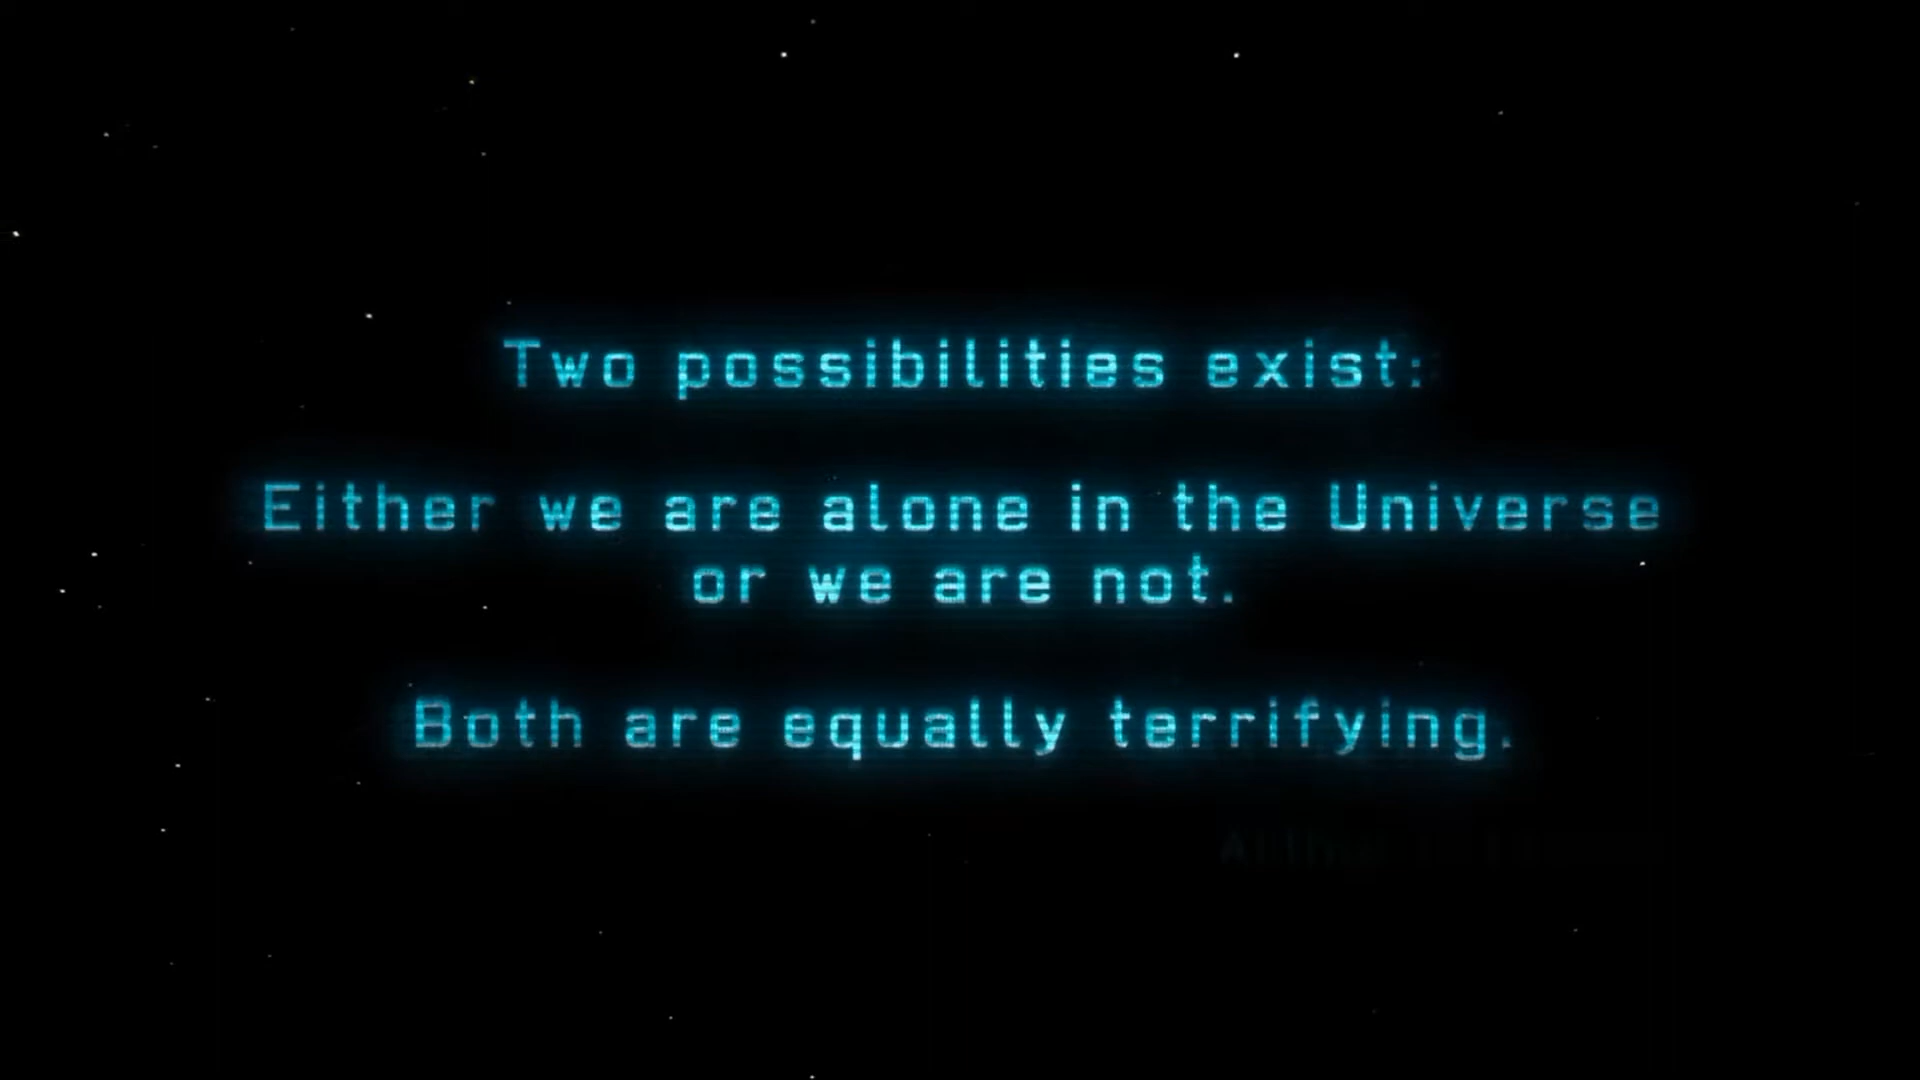 Two possibilities exist:
Either we are alone in the Universe
or we are not.
Both are equally terrifying.